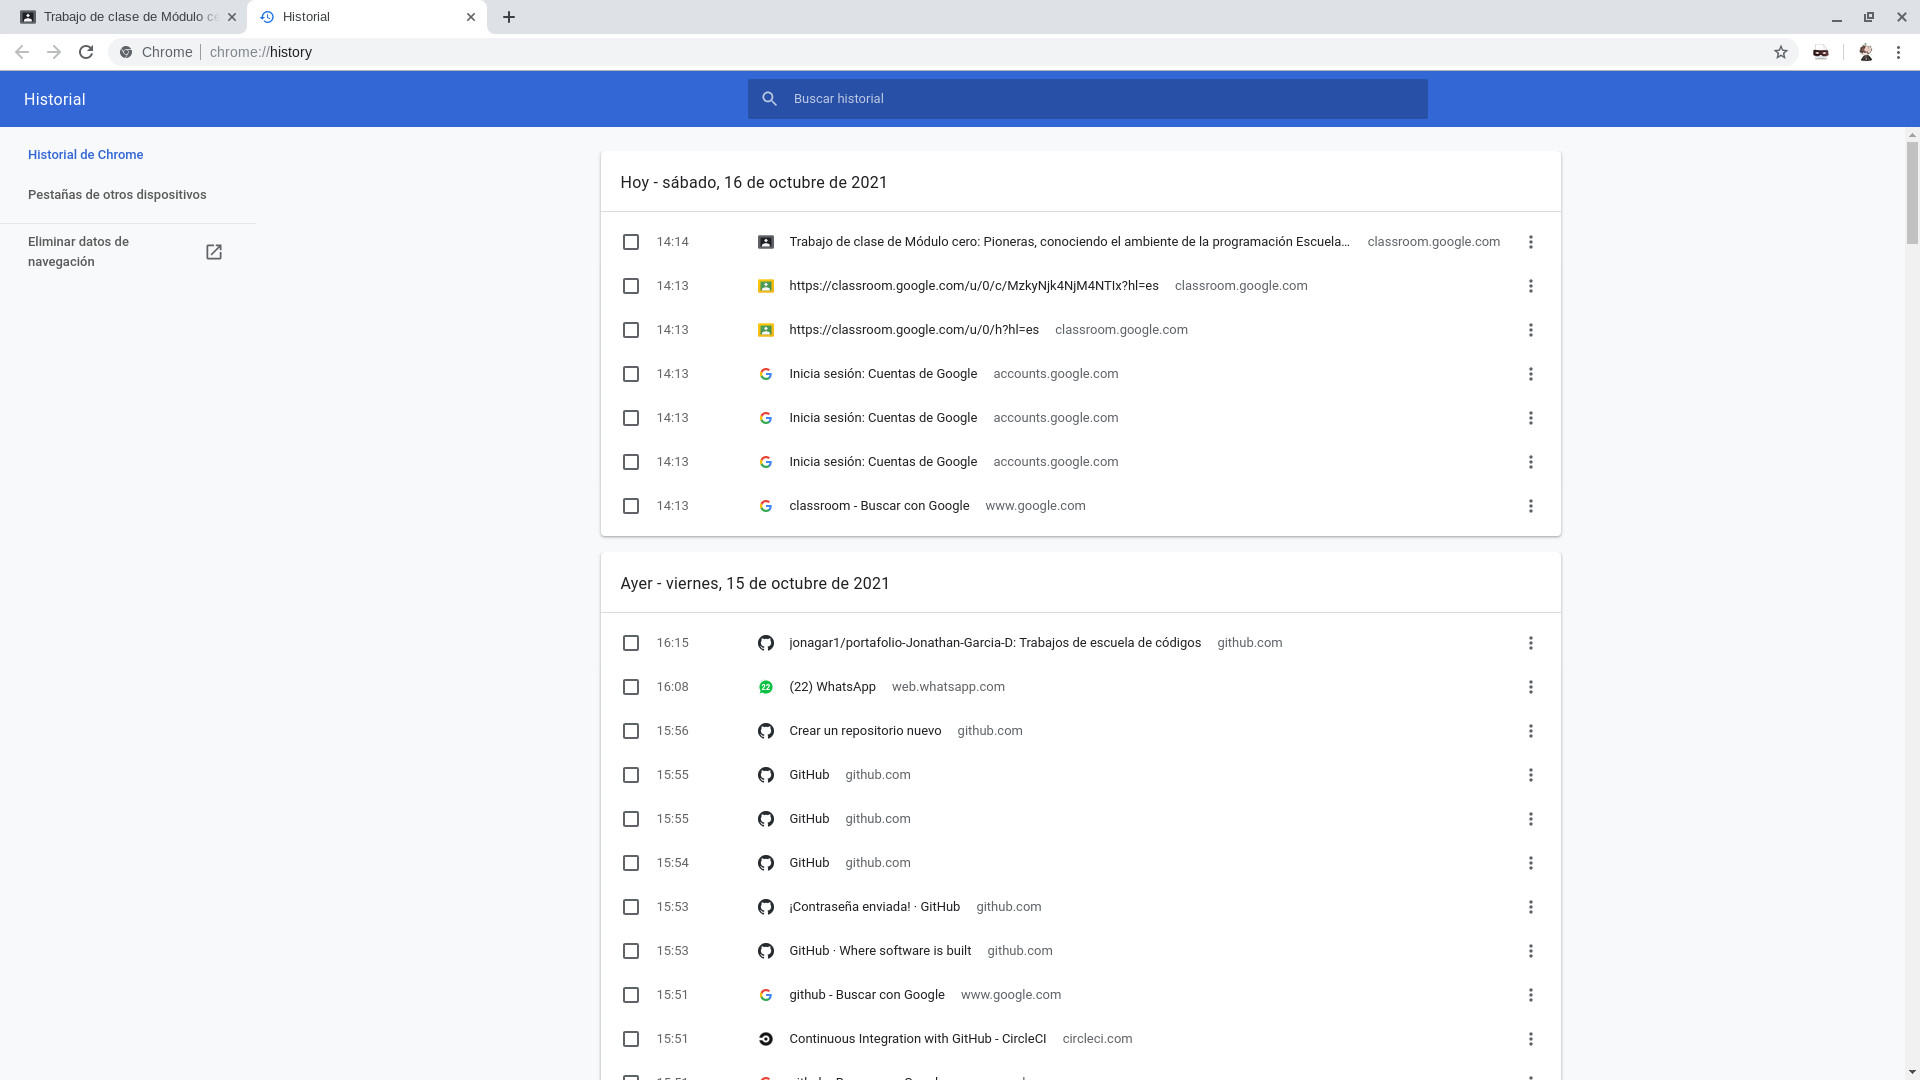 Trabajo de clase de Módulo ce
Historial
Chrome
chrome://history
Historial
Buscar historial
Historial de Chrome
Pestañas de otros dispositivos
Eliminar datos de
navegación
Hoy - sábado, 16 de octubre de 2021
14:14 Trabajo de clase de Módulo cero: Pioneras, conociendo el ambiente de la programación Escuela... classroom.google.com
14:13 https://classroom.google.com/u/0/c/MzkyNjk4NjM4NTIx?hl=es classroom.google.com
14:13 https://classroom.google.com/u/0/h?hl=es classroom.google.com
14:13 Inicia sesión: Cuentas de Google accounts.google.com
14:13 Inicia sesión: Cuentas de Google accounts.google.com
14:13 Inicia sesión: Cuentas de Google accounts.google.com
14:13 classroom - Buscar con Google www.google.com
Ayer - viernes, 15 de octubre de 2021
16:15 jonagar1/portafolio-Jonathan-Garcia-D: Trabajos de escuela de códigos github.com
16:08 (22) WhatsApp web.whatsapp.com
15:56 Crear un repositorio nuevo github.com
15:55 GitHub github.com
15:55 GitHub github.com
15:54 GitHub github.com
15:53 ¡Contraseña enviada! · GitHub github.com
15:53 GitHub · Where software is built github.com
15:51 github - Buscar con Google www.google.com
15:51 Continuous Integration with GitHub - CircleCI circleci.com